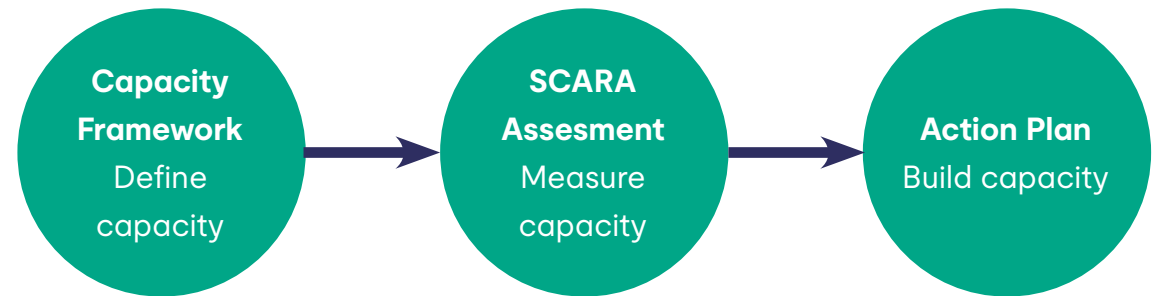 Capacity
Framework
Define
capacity
SCARA
Assesment
Measure
capacity
Action Plan
Build capacity